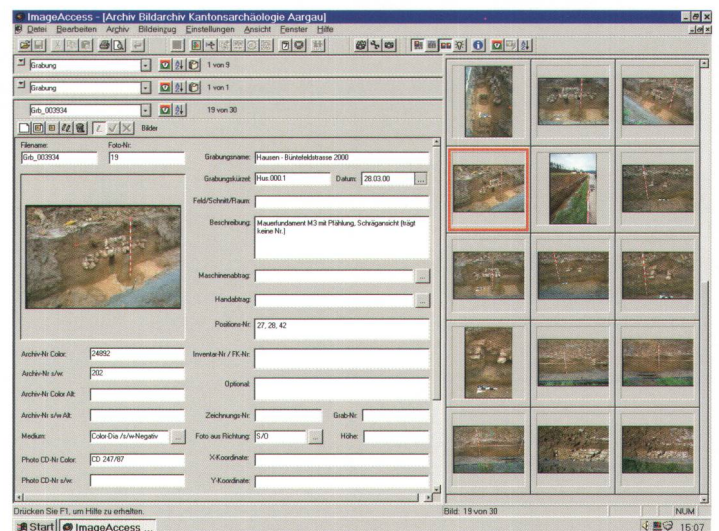 ImageAccess - [Archiv Bildarchiv Kantonsarchäologie Aargau]
Datei Bearbeiten Archiv Bildeinzug Einstellungen Ansicht Fenster Hilfe
Grabung 1 von 9
Grabung 1 von 1
Grb_003934 19 von 30
Bilder
Filename: Foto-Nr.:
Grb_003934 19
Grabungsname: Hausen - Büntefeldstrasse 2000
Grabungskürzel: Hus.000.1 Datum: 28.03.00 ...
Feld/Schnitt/Raum:
Beschreibung: Mauerfundament M3 mit Pfählung, Schrägansicht (trägt
keine Nr.)
Maschinenabtrag: ...
Handabtrag: ...
Positions-Nr: 27, 28, 42
Archiv-Nr Color: 24892
Inventar-Nr / FK-Nr:
Archiv-Nr s/w: 202
Optional:
Archiv-Nr Color Alt:
Archiv-Nr s/w Alt:
Zeichnungs-Nr: Grab-Nr:
Medium: Color-Dia /s/w-Negativ ...
Foto aus Richtung: S/O ... Höhe:
Photo CD-Nr Color: CD 247/87
X-Koordinate:
Photo CD-Nr s/w:
Y-Koordinate:
Drücken Sie F1, um Hilfe zu erhalten. Bild: 19 von 30 NUM
Start ImageAccess ... 15:07